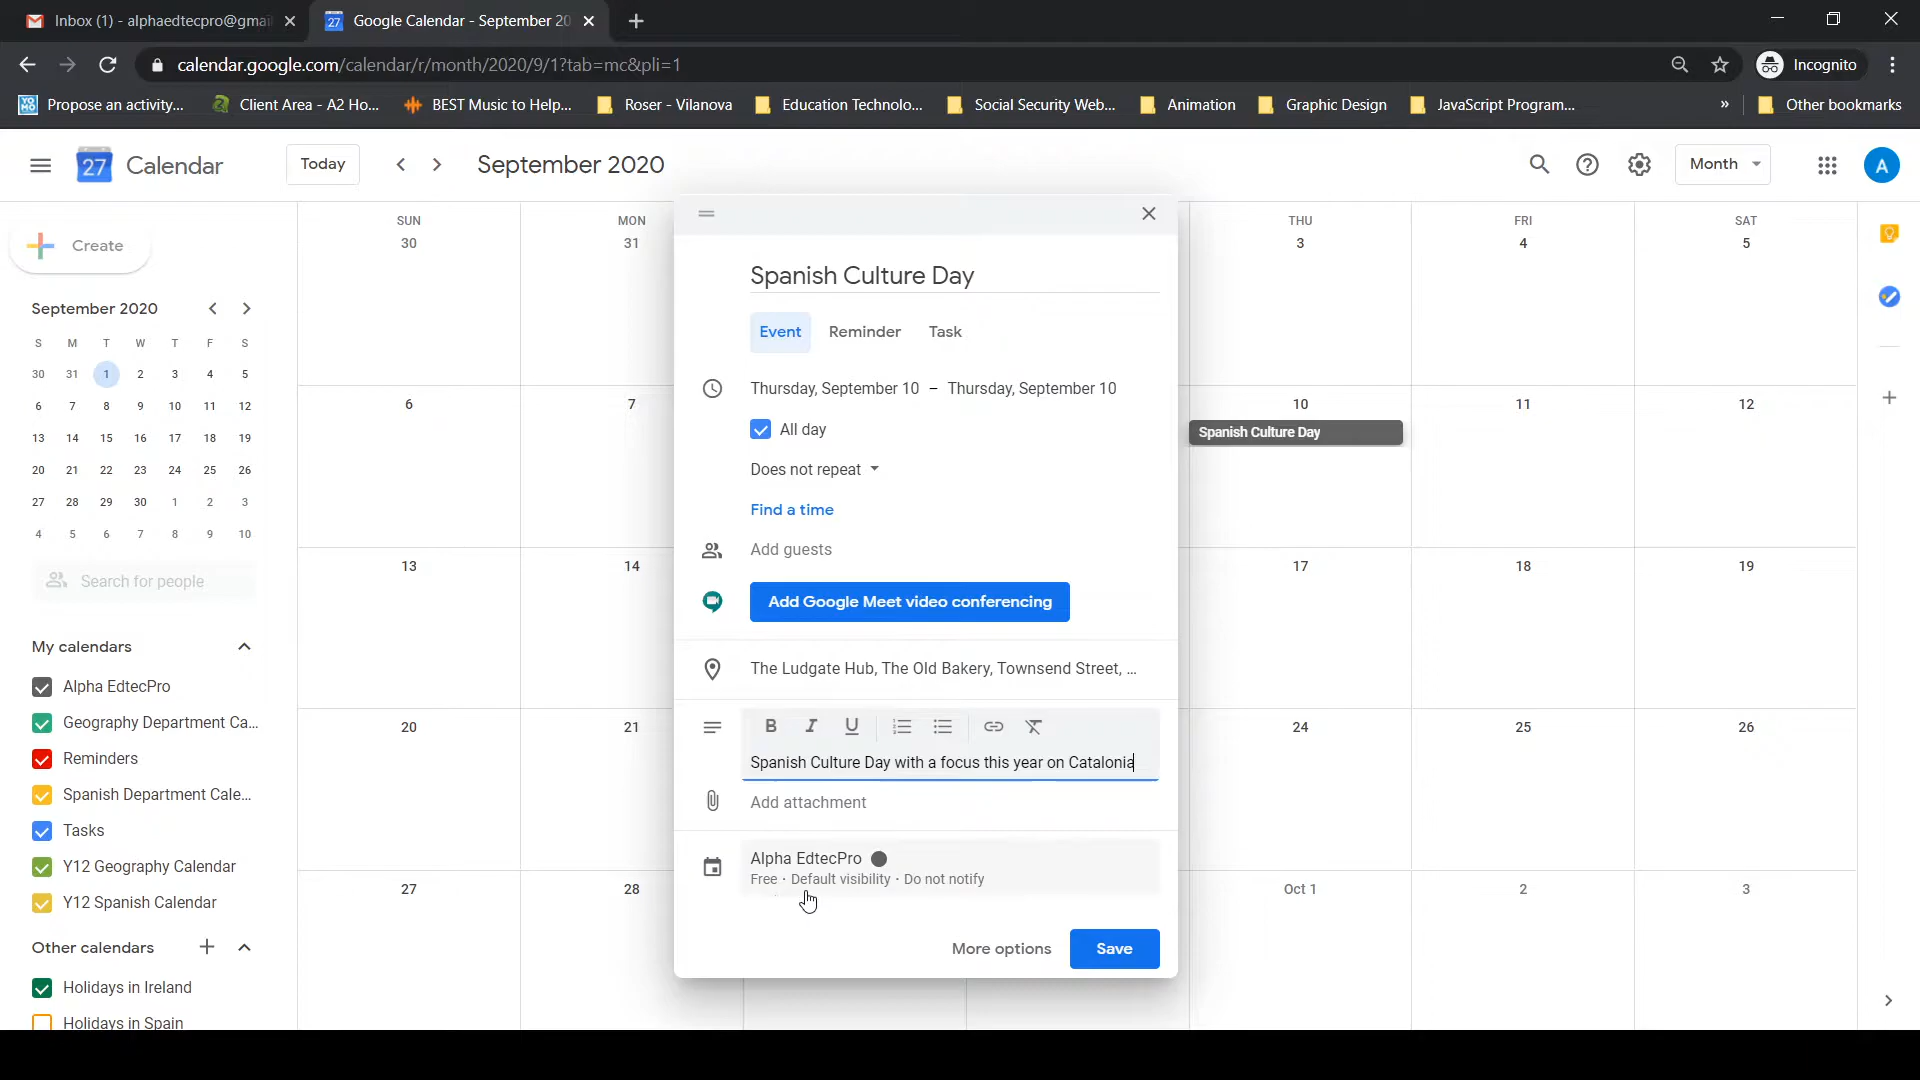 Inbox (1) - alphaedtecpro@gmai
Google Calendar - September 20
calendar.google.com/calendar/r/month/2020/9/1?tab=mc&pli=1
Incognito
YO MO
Propose an activity...
Client Area - A2 Ho...
BEST Music to Help...
Roser - Vilanova
Education Technolo...
Social Security Web...
Animation
Graphic Design
JavaScript Program...
»
Other bookmarks
27
Calendar
Today
September 2020
Month
A
Create
September 2020
S M T W T F S
30 31 1 2 3 4 5
6 7 8 9 10 11 12
13 14 15 16 17 18 19
20 21 22 23 24 25 26
27 28 29 30 1 2 3
4 5 6 7 8 9 10
Search for people
My calendars
Alpha EdtecPro
Geography Department Ca...
Reminders
Spanish Department Cale...
Tasks
Y12 Geography Calendar
Y12 Spanish Calendar
Other calendars
Holidays in Ireland
Holidays in Spain
SUN MON THU FRI SAT
30 31 3 4 5
6 7 10 11 12
Spanish Culture Day
13 14 17 18 19
20 21 24 25 26
27 28 Oct 1 2 3
Spanish Culture Day
Event Reminder Task
Thursday, September 10 – Thursday, September 10
All day
Does not repeat
Find a time
Add guests
Add Google Meet video conferencing
The Ludgate Hub, The Old Bakery, Townsend Street, ...
B I U
Spanish Culture Day with a focus this year on Catalonia
Add attachment
Alpha EdtecPro
Free · Default visibility · Do not notify
More options
Save